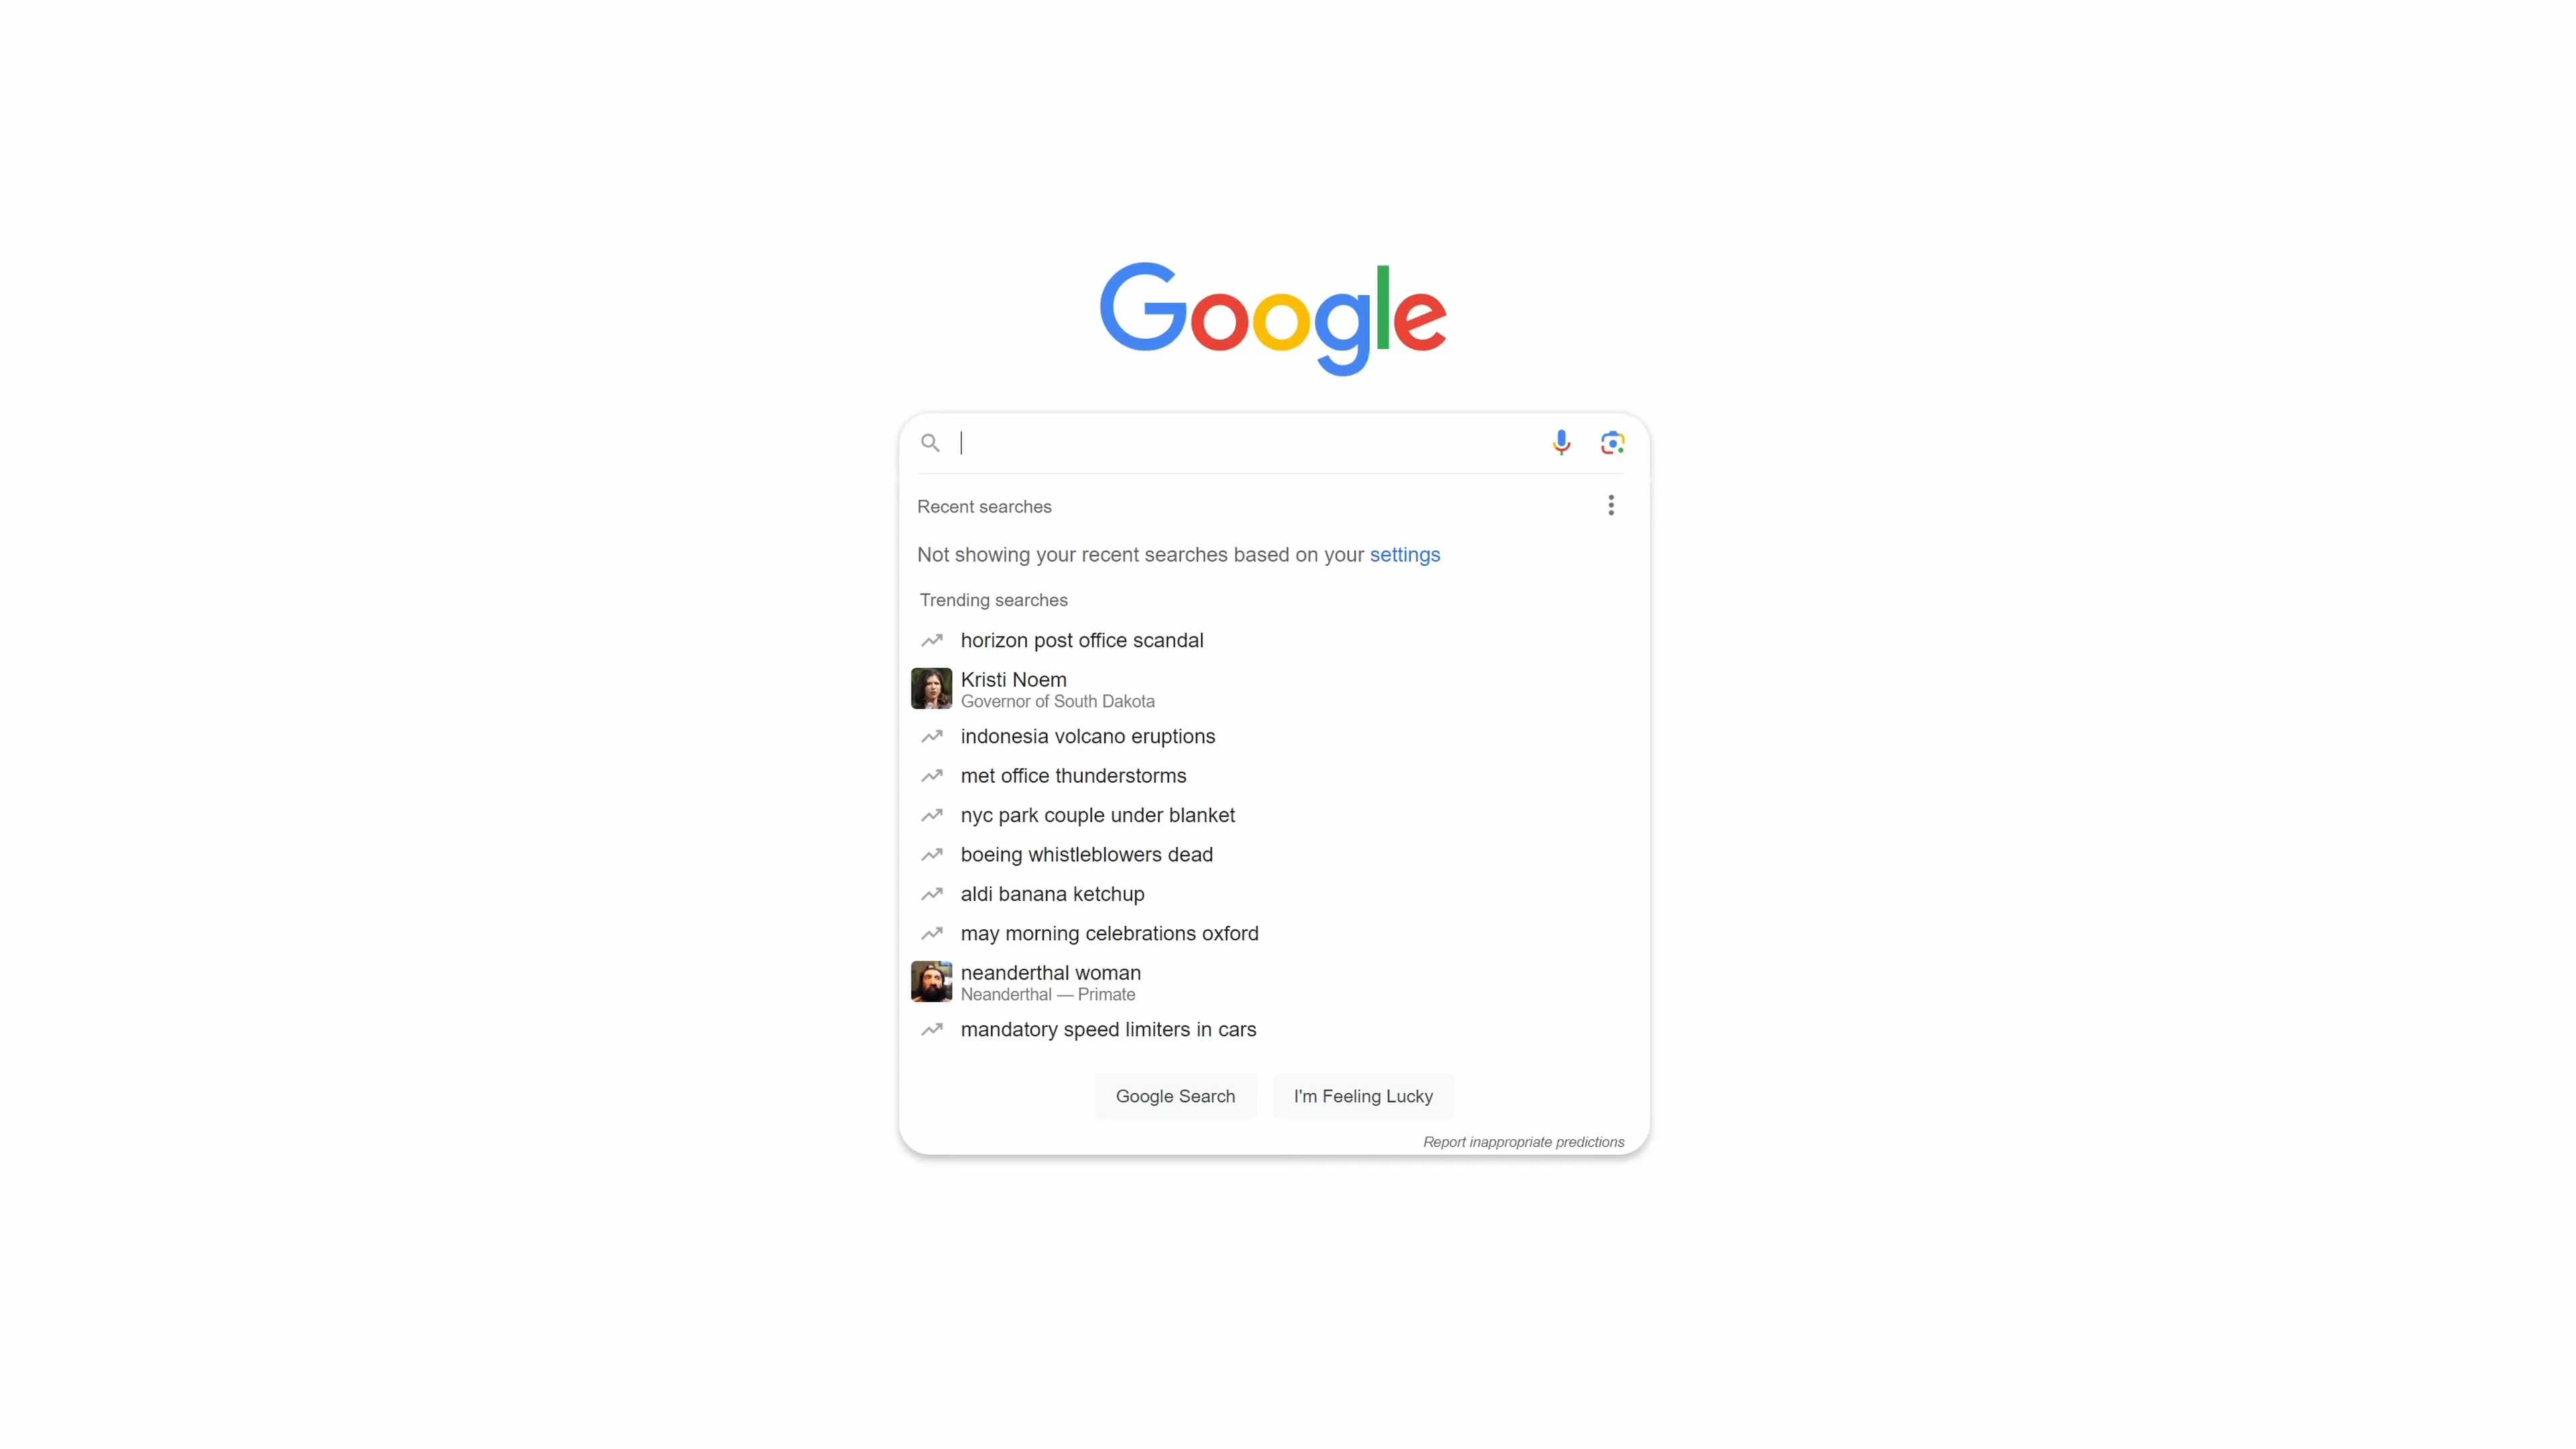 Google
Recent searches
Not showing your recent searches based on your settings
Trending searches
horizon post office scandal
Kristi Noem
Governor of South Dakota
indonesia volcano eruptions
met office thunderstorms
nyc park couple under blanket
boeing whistleblowers dead
aldi banana ketchup
may morning celebrations oxford
neanderthal woman
Neanderthal — Primate
mandatory speed limiters in cars
Google Search I'm Feeling Lucky
Report inappropriate predictions